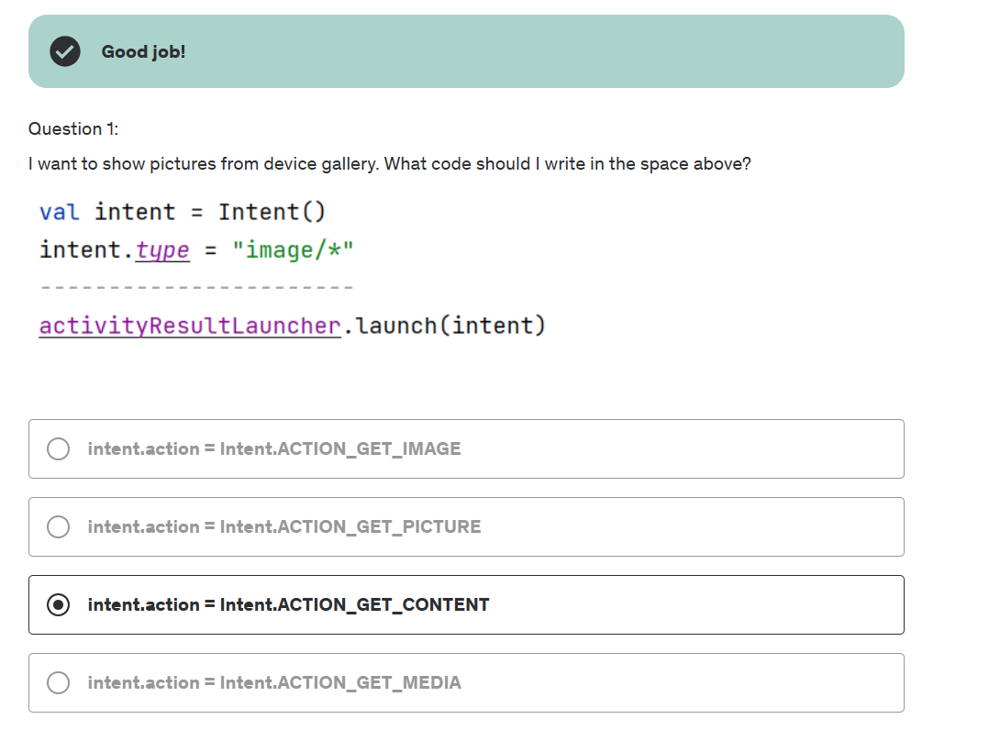 Good job!
Question 1:
I want to show pictures from device gallery. What code should I write in the space above?
val intent = Intent()
intent.type = "image/*"
-----------------------
activityResultLauncher.launch(intent)
intent.action = Intent.ACTION_GET_IMAGE
intent.action = Intent.ACTION_GET_PICTURE
intent.action = Intent.ACTION_GET_CONTENT
intent.action = Intent.ACTION_GET_MEDIA